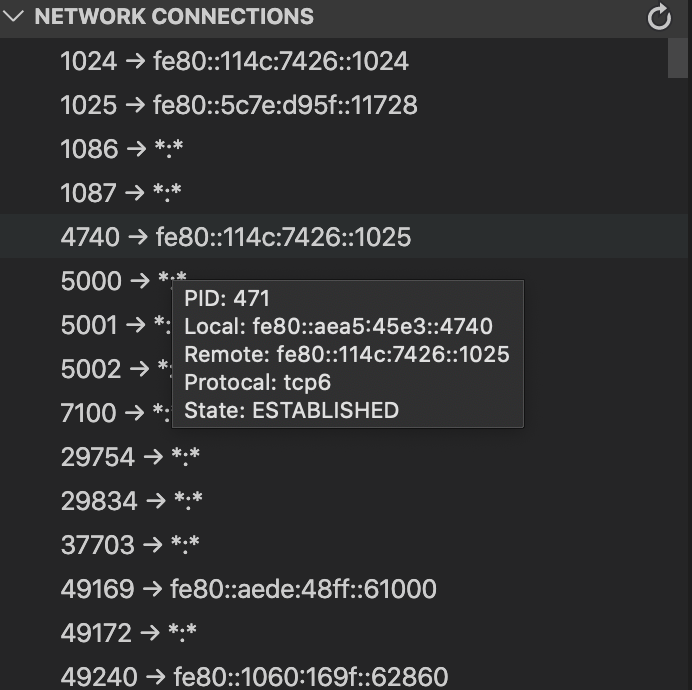 NETWORK CONNECTIONS
1024 → fe80::114c:7426::1024
1025 → fe80::5c7e:d95f::11728
1086 → *:*
1087 → *:*
4740 → fe80::114c:7426::1025
5000 → *:*
5001 → *:
5002 → *:
7100 → *:
PID: 471
Local: fe80::aea5:45e3::4740
Remote: fe80::114c:7426::1025
Protocal: tcp6
State: ESTABLISHED
29754 → *:*
29834 → *:*
37703 → *:*
49169 → fe80::aede:48ff::61000
49172 → *:*
49240 → fe80::1060:169f::62860